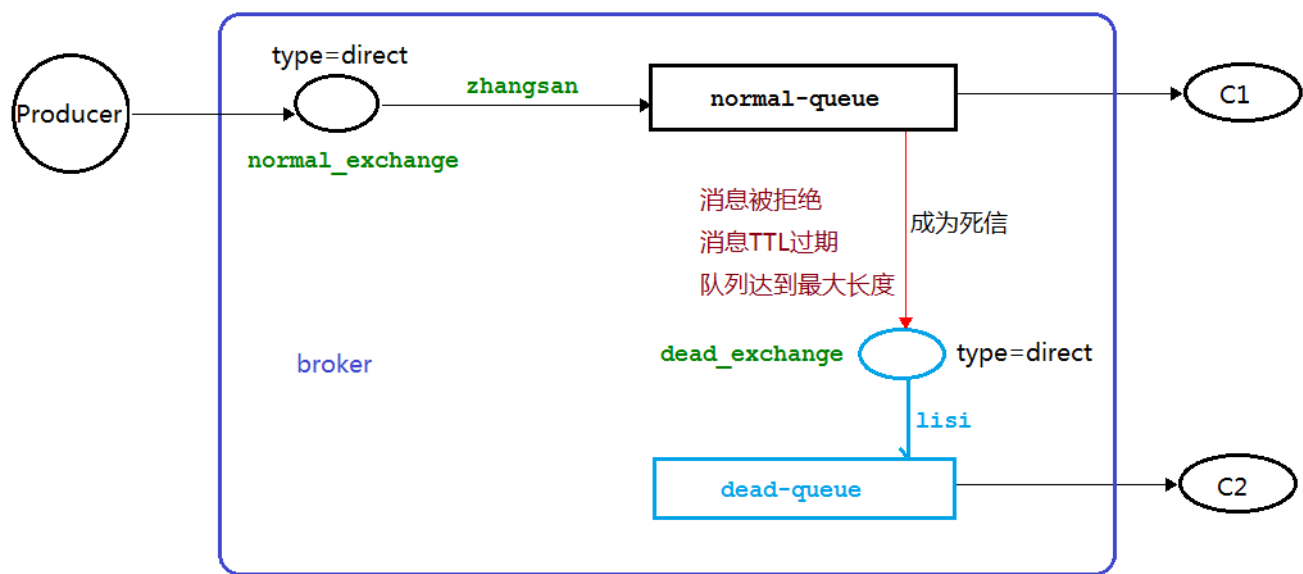 type=direct
Producer
zhangsan
normal-queue
C1
normal_exchange
消息被拒绝
消息TTL过期
队列达到最大长度
成为死信
broker
dead_exchange
type=direct
lisi
dead-queue
C2